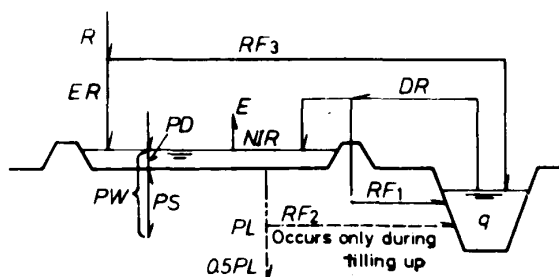 R
RF3
ER
DR
E
PD
NIR
PW
PS
RF1
q
PL
RF2
Occurs only during
filling up
0.5PL